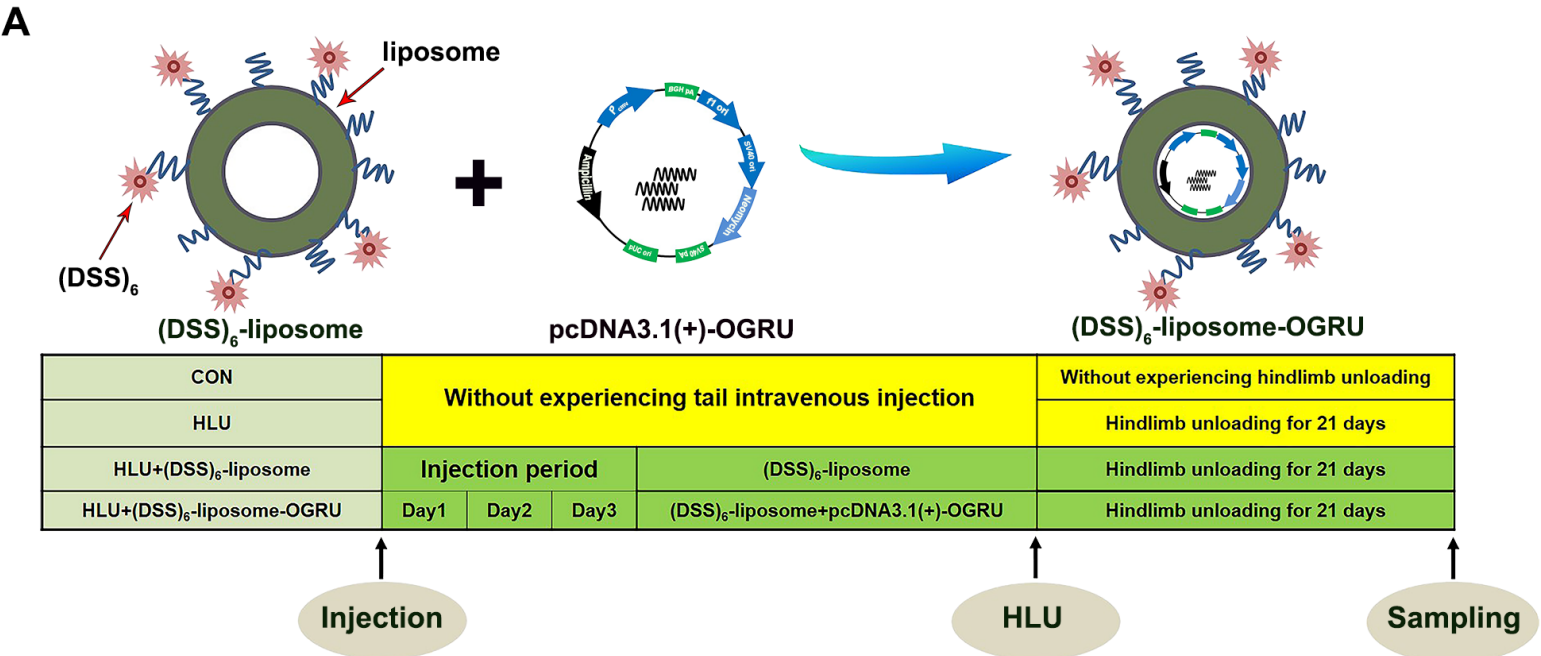 A
liposome
(DSS)6
P CMV
BGH pA
f1 ori
SV40 ori
Neomycin
SV40 pA
pUC ori
Ampicillin
(DSS)6-liposome
pcDNA3.1(+)-OGRU
(DSS)6-liposome-OGRU
CON
Without experiencing tail intravenous injection
Without experiencing hindlimb unloading
HLU
Hindlimb unloading for 21 days
HLU+(DSS)6-liposome
Injection period
(DSS)6-liposome
Hindlimb unloading for 21 days
HLU+(DSS)6-liposome-OGRU
Day1
Day2
Day3
(DSS)6-liposome+pcDNA3.1(+)-OGRU
Hindlimb unloading for 21 days
Injection
HLU
Sampling